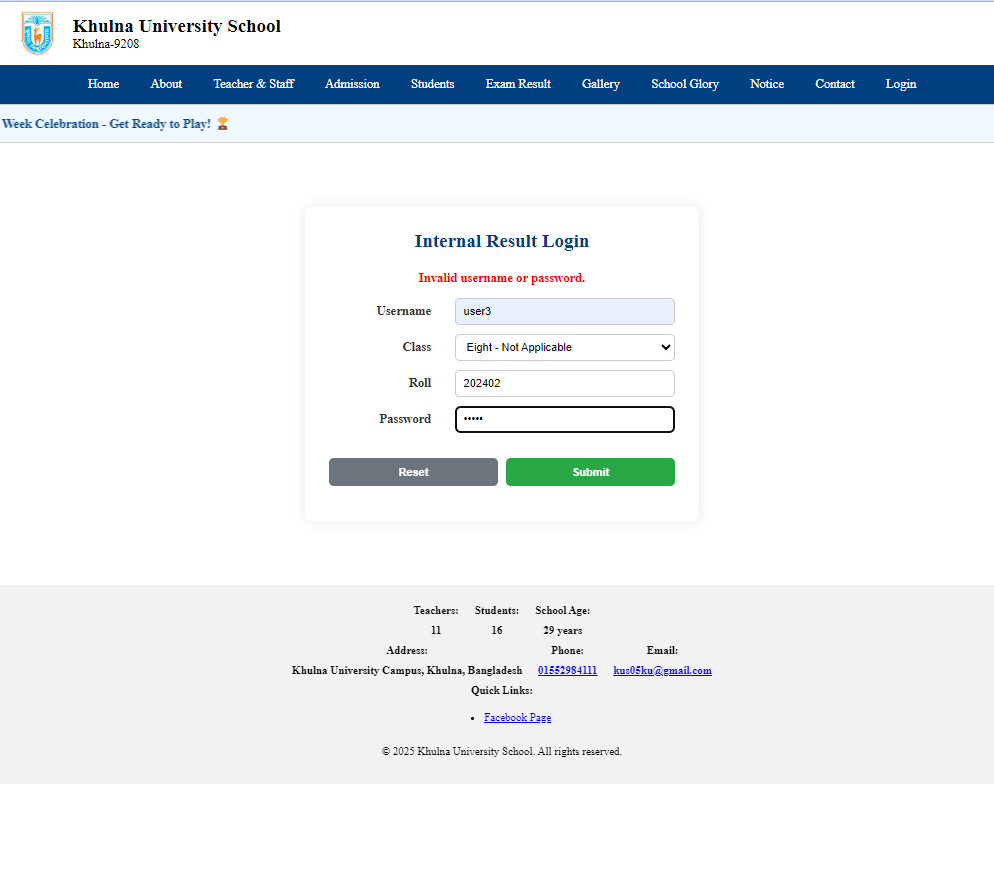 Khulna University School
Khulna-9208
Home About Teacher & Staff Admission Students Exam Result Gallery School Glory Notice Contact Login
Week Celebration - Get Ready to Play! 🏆
Internal Result Login
Invalid username or password.
Username user3
Class Eight - Not Applicable
Roll 202402
Password •••••
Reset Submit
Teachers: Students: School Age:
11 16 29 years
Address: Phone: Email:
Khulna University Campus, Khulna, Bangladesh 01552984111 kus05ku@gmail.com
Quick Links:
• Facebook Page
© 2025 Khulna University School. All rights reserved.